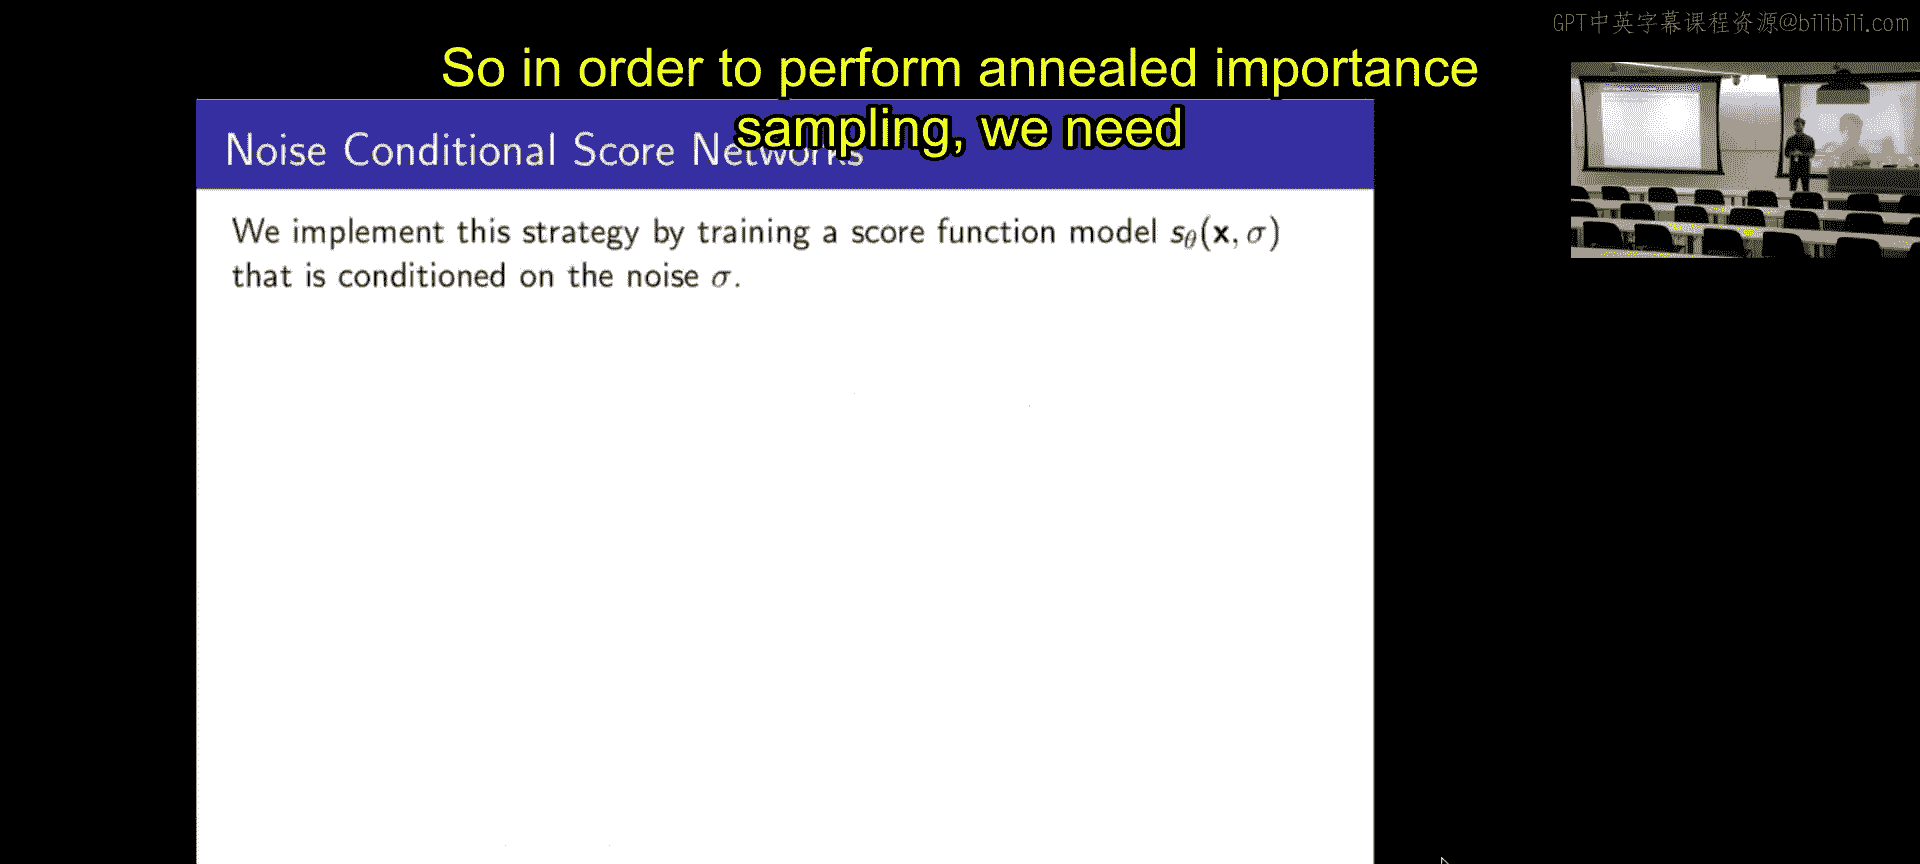 GPT中英字幕课程资源@bilibili.com
So in order to perform annealed importance
sampling, we need
Noise Conditional Score Networks
We implement this strategy by training a score function model sθ(x, σ)
that is conditioned on the noise σ.